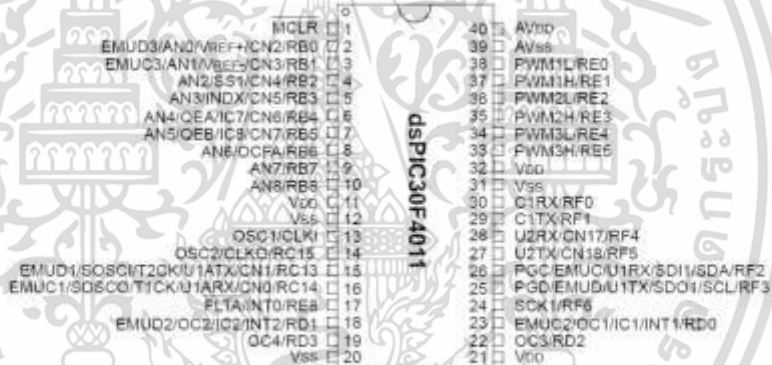 MCLR 1
EMUD3/AN0/VREF+/CN2/RB0 2
EMUC3/AN1/VREF-/CN3/RB1 3
AN2/SS1/CN4/RB2 4
AN3/INDX/CN5/RB3 5
AN4/QEA/IC7/CN6/RB4 6
AN5/QEB/IC8/CN7/RB5 7
AN6/OCFA/RB6 8
AN7/RB7 9
AN8/RB8 10
VDD 11
VSS 12
OSC1/CLKI 13
OSC2/CLKO/RC15 14
EMUD1/SOSCI/T2CK/U1ATX/CN1/RC13 15
EMUC1/SOSCO/T1CK/U1ARX/CN0/RC14 16
FLTA/INT0/RE8 17
EMUD2/OC2/IC2/INT2/RD1 18
OC4/RD3 19
VSS 20
dsPIC30F4011
40 AVDD
39 AVSS
38 PWM1L/RE0
37 PWM1H/RE1
36 PWM2L/RE2
35 PWM2H/RE3
34 PWM3L/RE4
33 PWM3H/RE5
32 VDD
31 VSS
30 C1RX/RF0
29 C1TX/RF1
28 U2RX/CN17/RF4
27 U2TX/CN18/RF5
26 PGC/EMUC/U1RX/SDI1/SDA/RF2
25 PGD/EMUD/U1TX/SDO1/SCL/RF3
24 SCK1/RF6
23 EMUC2/OC1/IC1/INT1/RD0
22 OC3/RD2
21 VDD